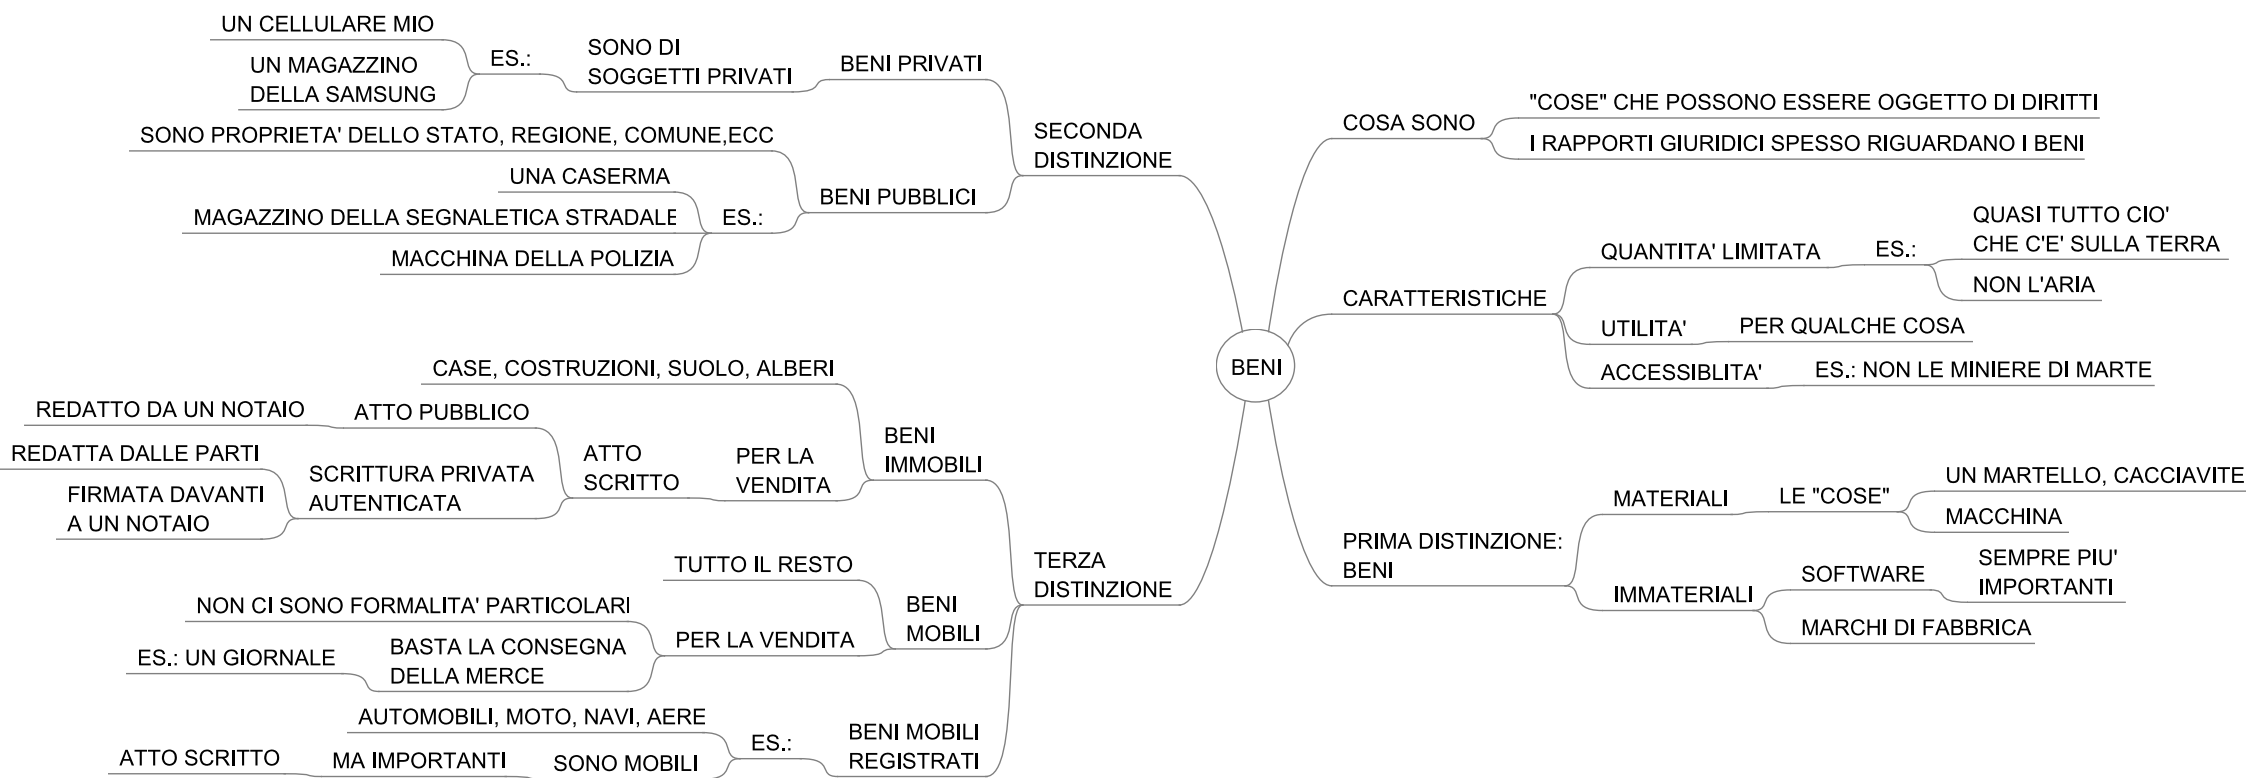 BENI
COSA SONO
"COSE" CHE POSSONO ESSERE OGGETTO DI DIRITTI
I RAPPORTI GIURIDICI SPESSO RIGUARDANO I BENI
CARATTERISTICHE
QUANTITA' LIMITATA
ES.:
QUASI TUTTO CIO'
CHE C'E' SULLA TERRA
NON L'ARIA
UTILITA'
PER QUALCHE COSA
ACCESSIBLITA'
ES.: NON LE MINIERE DI MARTE
PRIMA DISTINZIONE:
BENI
MATERIALI
LE "COSE"
UN MARTELLO, CACCIAVITE
MACCHINA
IMMATERIALI
SOFTWARE
SEMPRE PIU'
IMPORTANTI
MARCHI DI FABBRICA
SECONDA
DISTINZIONE
BENI PRIVATI
SONO DI
SOGGETTI PRIVATI
ES.:
UN CELLULARE MIO
UN MAGAZZINO
DELLA SAMSUNG
BENI PUBBLICI
SONO PROPRIETA' DELLO STATO, REGIONE, COMUNE,ECC
ES.:
UNA CASERMA
MAGAZZINO DELLA SEGNALETICA STRADALE
MACCHINA DELLA POLIZIA
TERZA
DISTINZIONE
BENI
IMMOBILI
CASE, COSTRUZIONI, SUOLO, ALBERI
PER LA
VENDITA
ATTO
SCRITTO
ATTO PUBBLICO
REDATTO DA UN NOTAIO
SCRITTURA PRIVATA
AUTENTICATA
REDATTA DALLE PARTI
FIRMATA DAVANTI
A UN NOTAIO
BENI
MOBILI
TUTTO IL RESTO
PER LA VENDITA
NON CI SONO FORMALITA' PARTICOLARI
BASTA LA CONSEGNA
DELLA MERCE
ES.: UN GIORNALE
BENI MOBILI
REGISTRATI
ES.:
AUTOMOBILI, MOTO, NAVI, AERE
SONO MOBILI
MA IMPORTANTI
ATTO SCRITTO